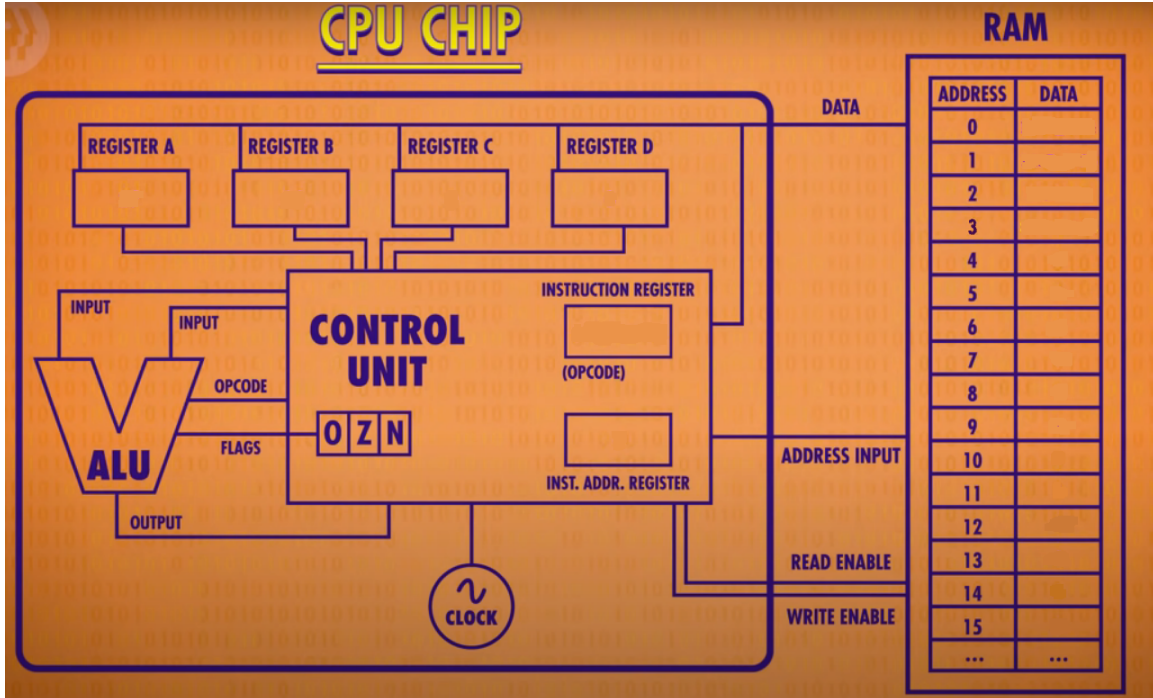 CPU CHIP
RAM
ADDRESS DATA
DATA
0
REGISTER A REGISTER B REGISTER C REGISTER D
1
2
3
4
INSTRUCTION REGISTER
5
INPUT
INPUT
6
CONTROL
UNIT
7
(OPCODE)
OPCODE
8
9
O Z N
FLAGS
ADDRESS INPUT
10
ALU
INST. ADDR. REGISTER
11
OUTPUT
12
READ ENABLE
13
14
CLOCK
WRITE ENABLE
15
... ...